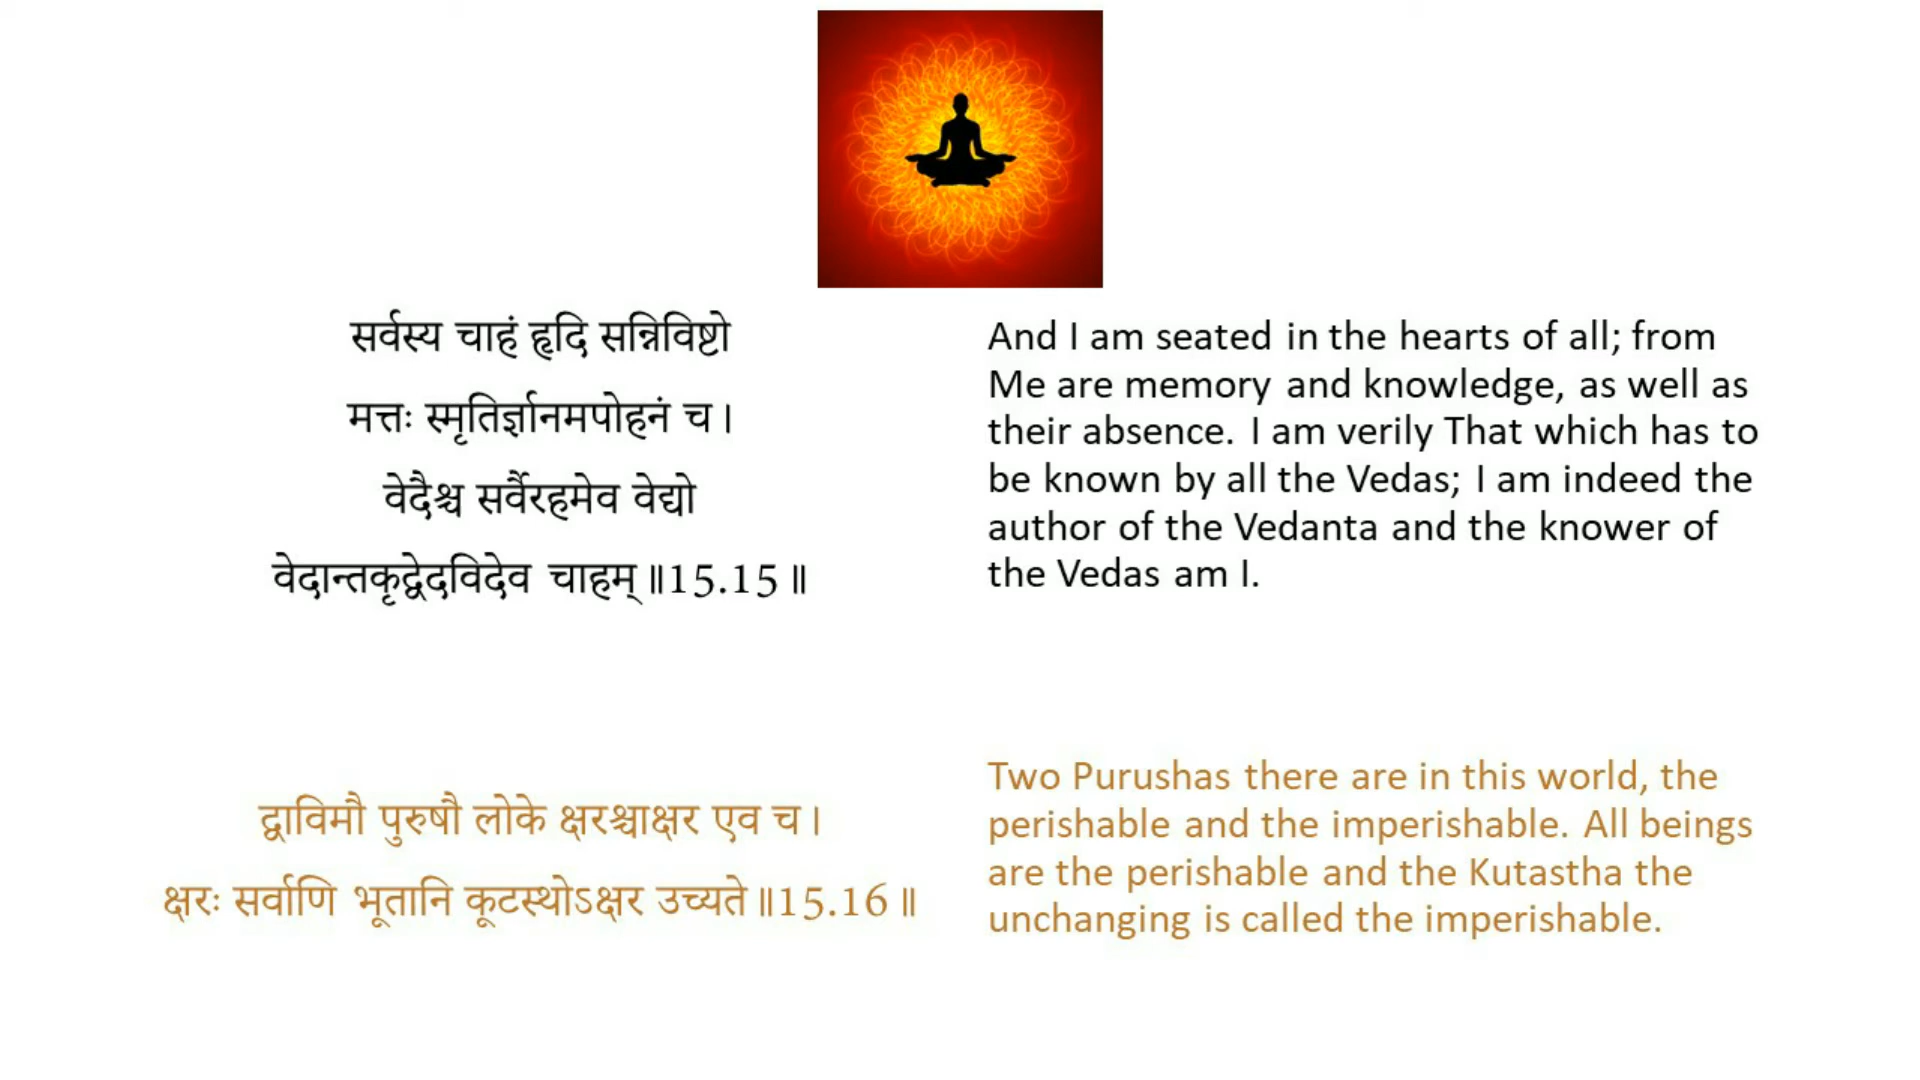 सर्वस्य चाहं हृदि सन्निविष्टो
मत्तः स्मृतिर्ज्ञानमपोहनं च।
वेदैश्च सर्वैरहमेव वेद्यो
वेदान्तकृद्वेदविदेव चाहम्॥15.15॥
And I am seated in the hearts of all; from
Me are memory and knowledge, as well as
their absence. I am verily That which has to
be known by all the Vedas; I am indeed the
author of the Vedanta and the knower of
the Vedas am I.
द्वाविमौ पुरुषौ लोके क्षरश्चाक्षर एव च।
क्षरः सर्वाणि भूतानि कूटस्थोऽक्षर उच्यते॥15.16॥
Two Purushas there are in this world, the
perishable and the imperishable. All beings
are the perishable and the Kutastha the
unchanging is called the imperishable.